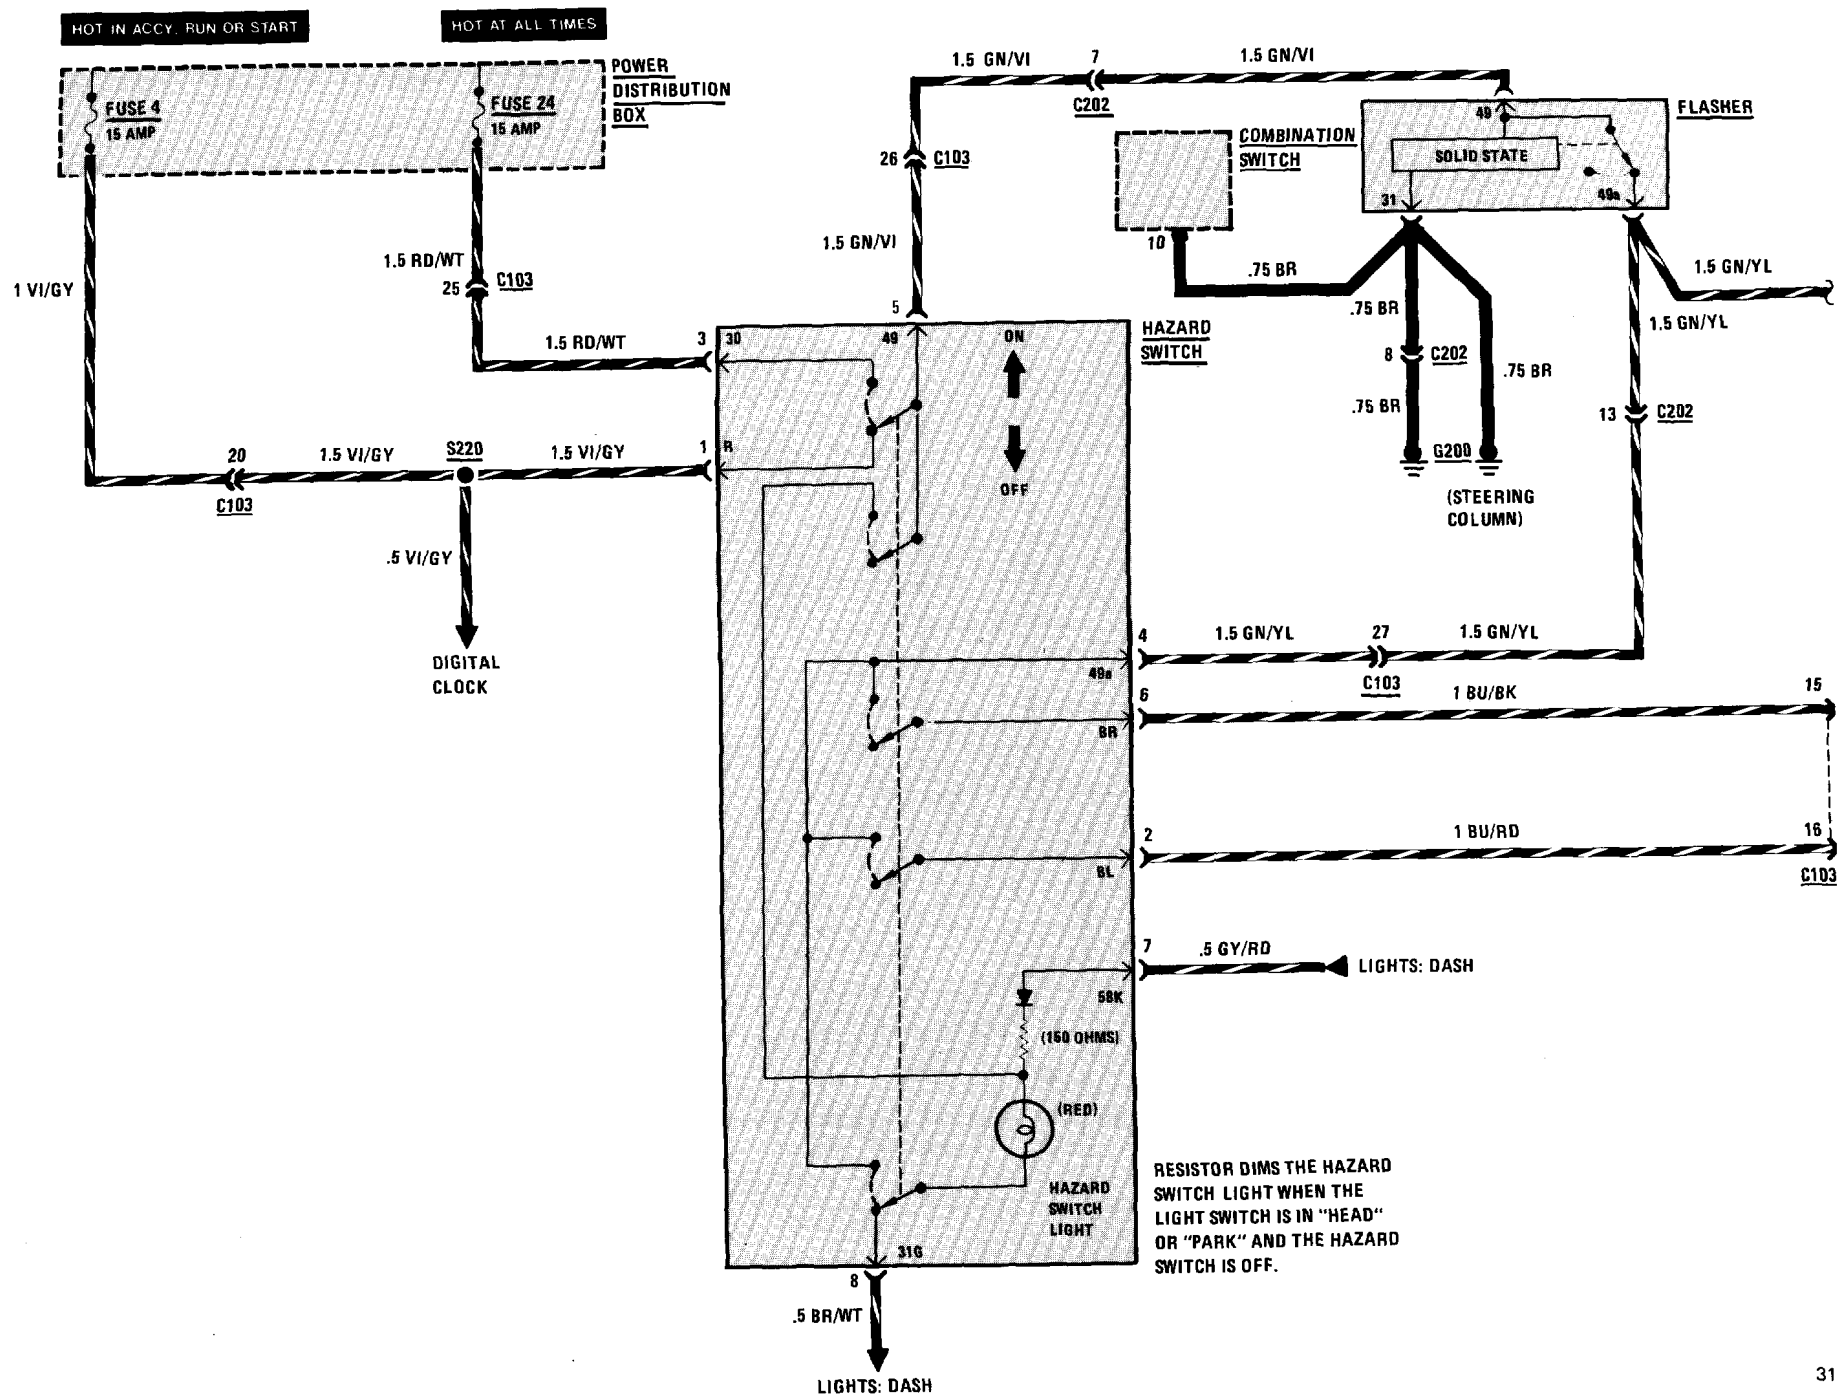 HOT IN ACCY, RUN OR START
HOT AT ALL TIMES
POWER
DISTRIBUTION
BOX
FUSE 4
15 AMP
FUSE 24
15 AMP
1.5 GN/VI
7
1.5 GN/VI
C202
FLASHER
49
SOLID STATE
31
49a
COMBINATION
SWITCH
10
26
C103
1.5 GN/VI
1 VI/GY
1.5 RD/WT
25
C103
.75 BR
.75 BR
8
C202
.75 BR
.75 BR
G200
(STEERING
COLUMN)
1.5 GN/YL
1.5 GN/YL
13
C202
5
HAZARD
SWITCH
1.5 RD/WT
3
30
49
ON
OFF
20
C103
1.5 VI/GY
S220
1.5 VI/GY
1
R
.5 VI/GY
DIGITAL
CLOCK
4
1.5 GN/YL
27
1.5 GN/YL
C103
49a
6
1 BU/BK
15
BR
2
1 BU/RD
16
BL
C103
7
.5 GY/RD
LIGHTS: DASH
58K
(150 OHMS)
(RED)
HAZARD
SWITCH
LIGHT
RESISTOR DIMS THE HAZARD
SWITCH LIGHT WHEN THE
LIGHT SWITCH IS IN "HEAD"
OR "PARK" AND THE HAZARD
SWITCH IS OFF.
31G
8
.5 BR/WT
LIGHTS: DASH
31